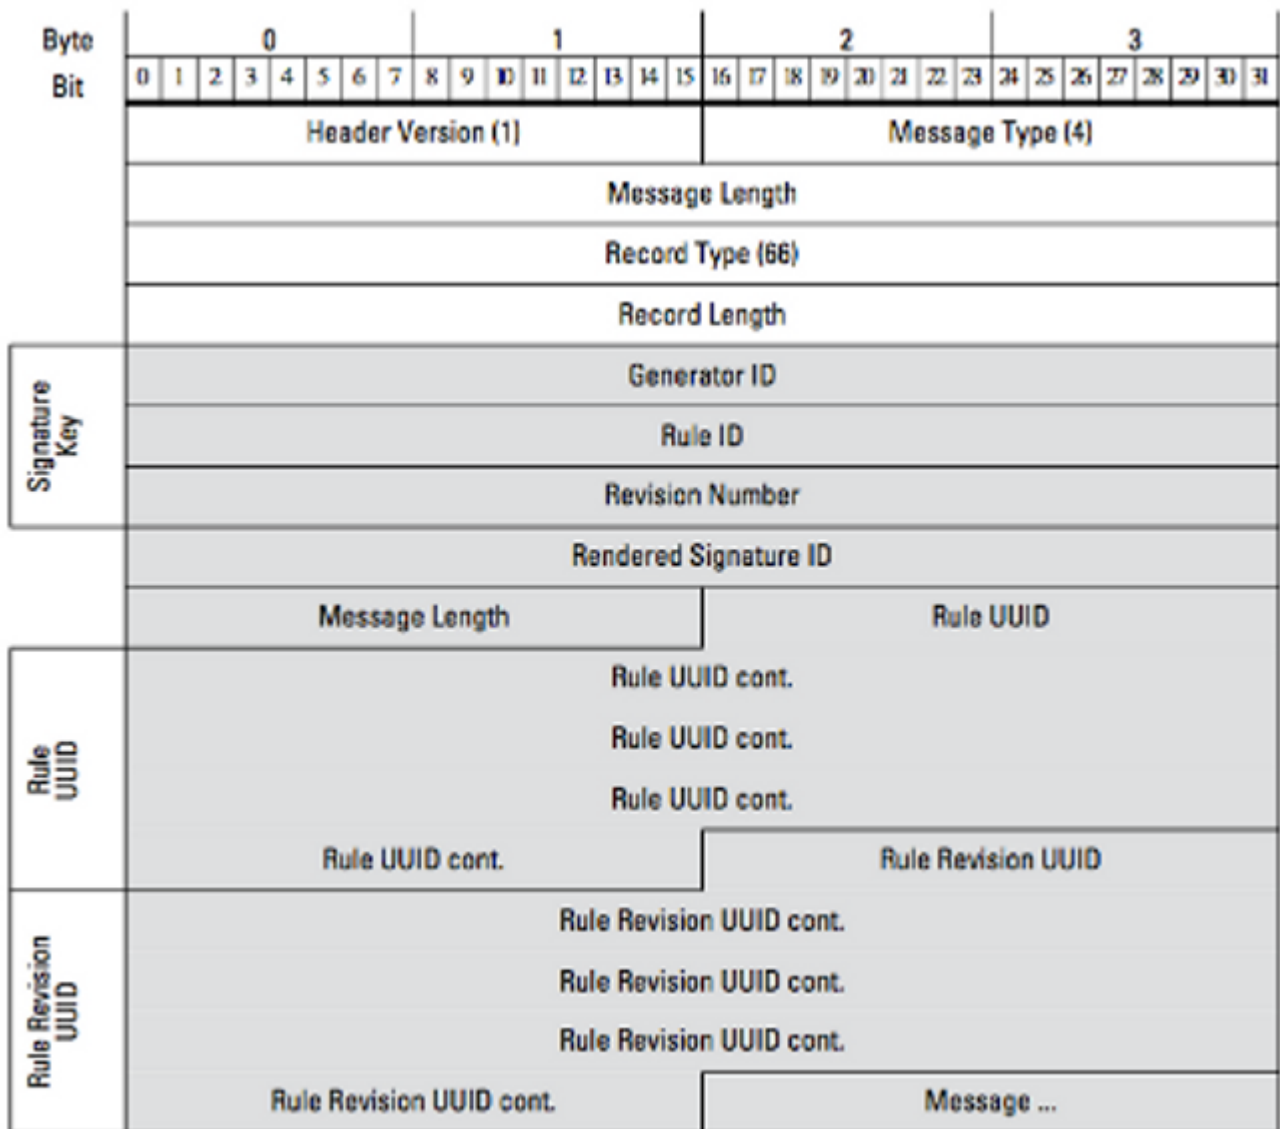 Byte 0 1 2 3
Bit 0 1 2 3 4 5 6 7 8 9 10 11 12 13 14 15 16 17 18 19 20 21 22 23 24 25 26 27 28 29 30 31
Header Version (1) Message Type (4)
Message Length
Record Type (66)
Record Length
Signature
Key
Generator ID
Rule ID
Revision Number
Rendered Signature ID
Message Length Rule UUID
Rule
UUID
Rule UUID cont.
Rule UUID cont.
Rule UUID cont.
Rule UUID cont. Rule Revision UUID
Rule Revision
UUID
Rule Revision UUID cont.
Rule Revision UUID cont.
Rule Revision UUID cont.
Rule Revision UUID cont. Message ...